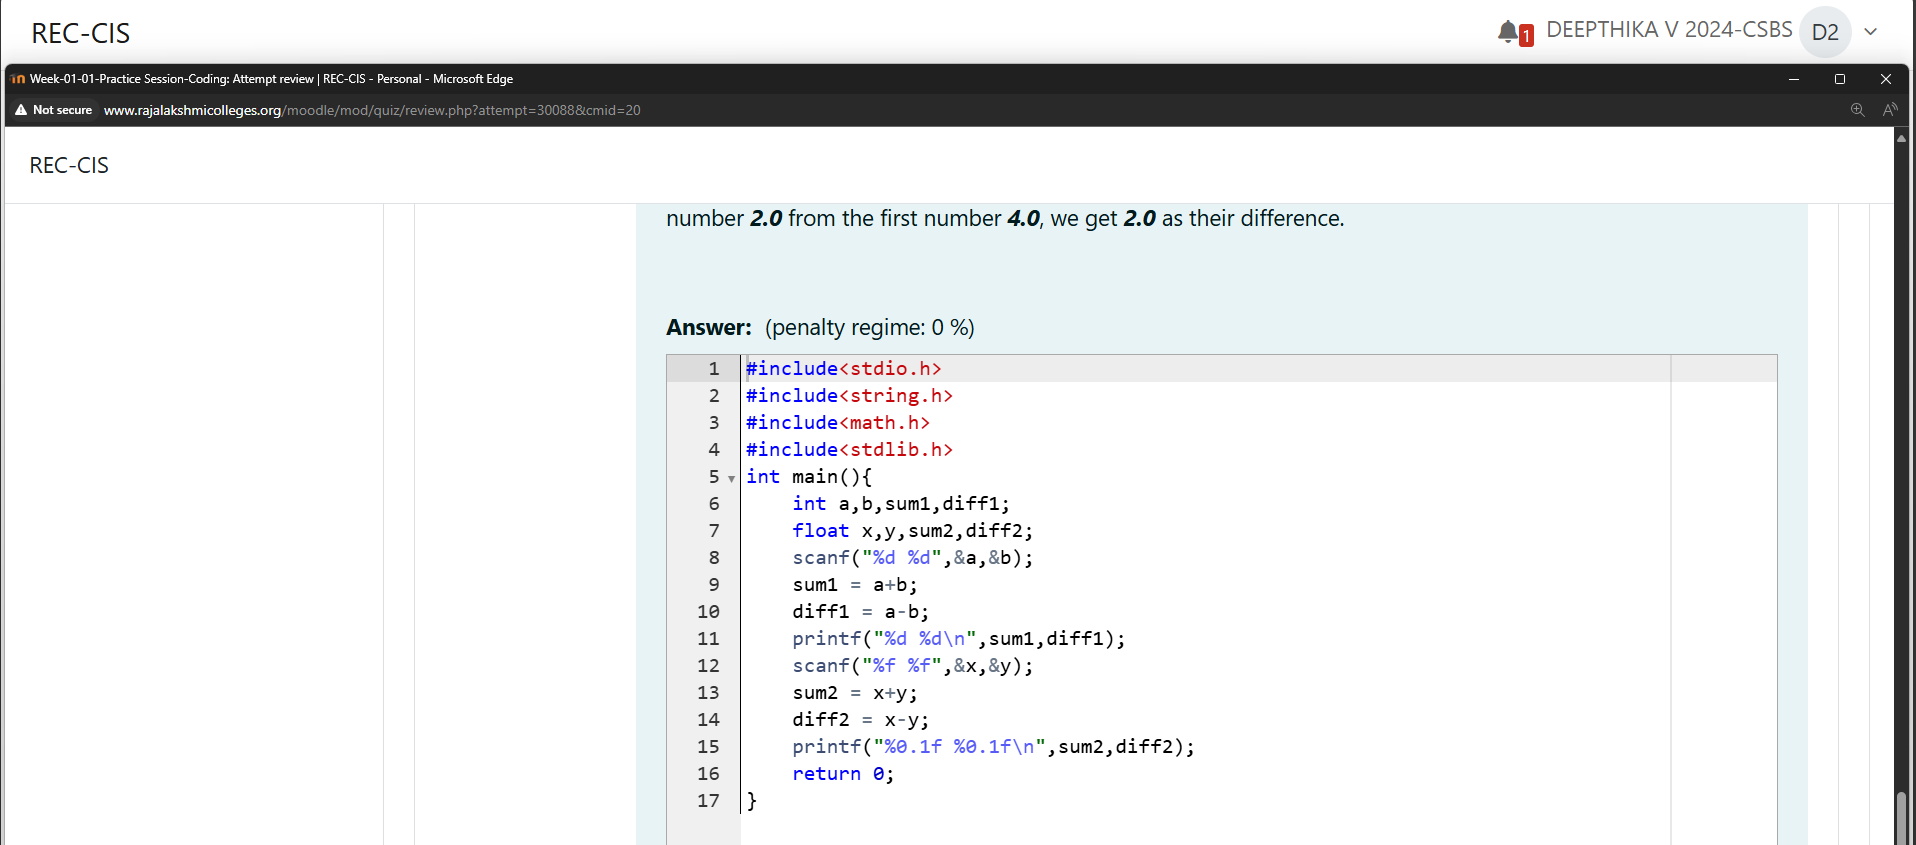 REC-CIS
1 DEEPTHIKA V 2024-CSBS D2
Week-01-01-Practice Session-Coding: Attempt review | REC-CIS - Personal - Microsoft Edge
Not secure www.rajalakshmicolleges.org/moodle/mod/quiz/review.php?attempt=30088&cmid=20
REC-CIS
number 2.0 from the first number 4.0, we get 2.0 as their difference.
Answer: (penalty regime: 0 %)
1 #include<stdio.h>
2 #include<string.h>
3 #include<math.h>
4 #include<stdlib.h>
5 int main(){
6     int a,b,sum1,diff1;
7     float x,y,sum2,diff2;
8     scanf("%d %d",&a,&b);
9     sum1 = a+b;
10     diff1 = a-b;
11     printf("%d %d\n",sum1,diff1);
12     scanf("%f %f",&x,&y);
13     sum2 = x+y;
14     diff2 = x-y;
15     printf("%0.1f %0.1f\n",sum2,diff2);
16     return 0;
17 }